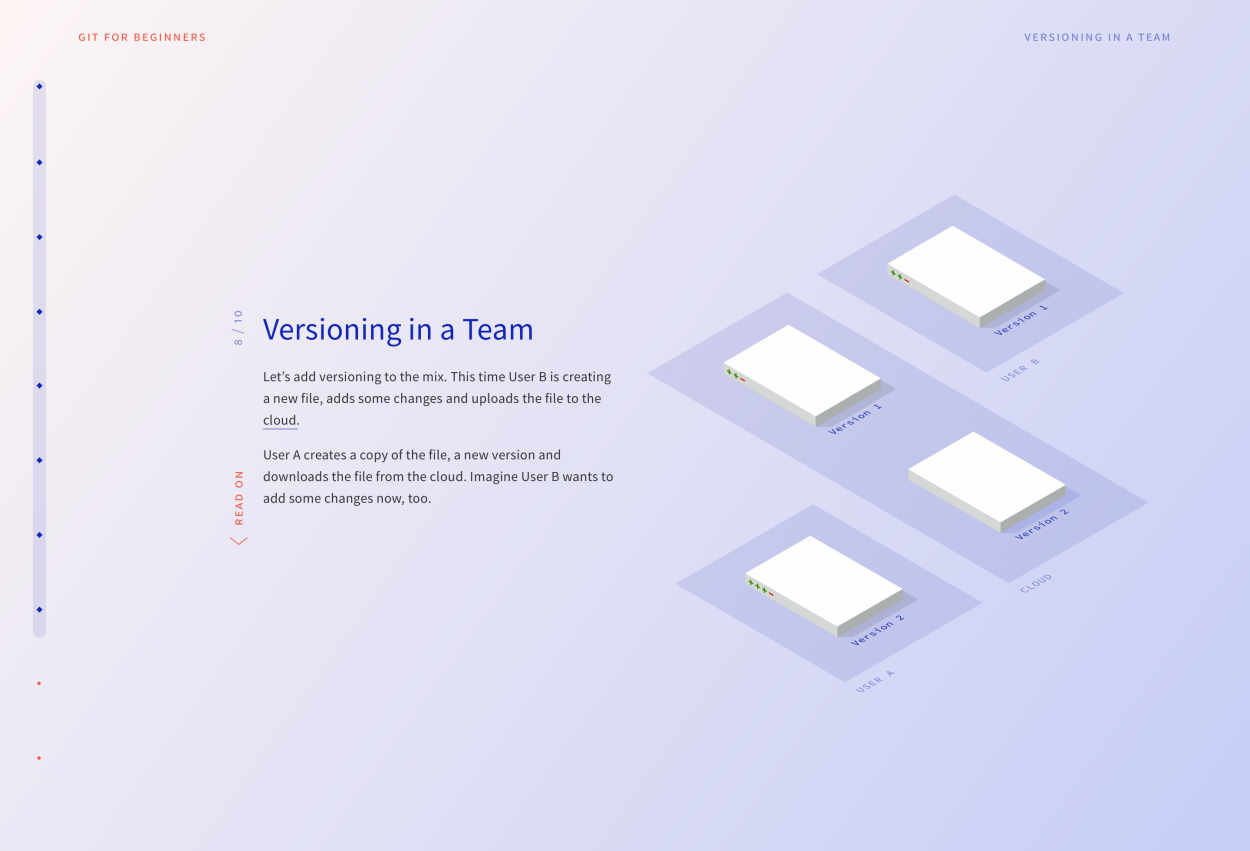 GIT FOR BEGINNERS
VERSIONING IN A TEAM
8 / 10
Versioning in a Team
Let’s add versioning to the mix. This time User B is creating
a new file, adds some changes and uploads the file to the
cloud.
User A creates a copy of the file, a new version and
downloads the file from the cloud. Imagine User B wants to
add some changes now, too.
READ ON
Version 1
USER B
Version 1
Version 2
CLOUD
Version 2
USER A